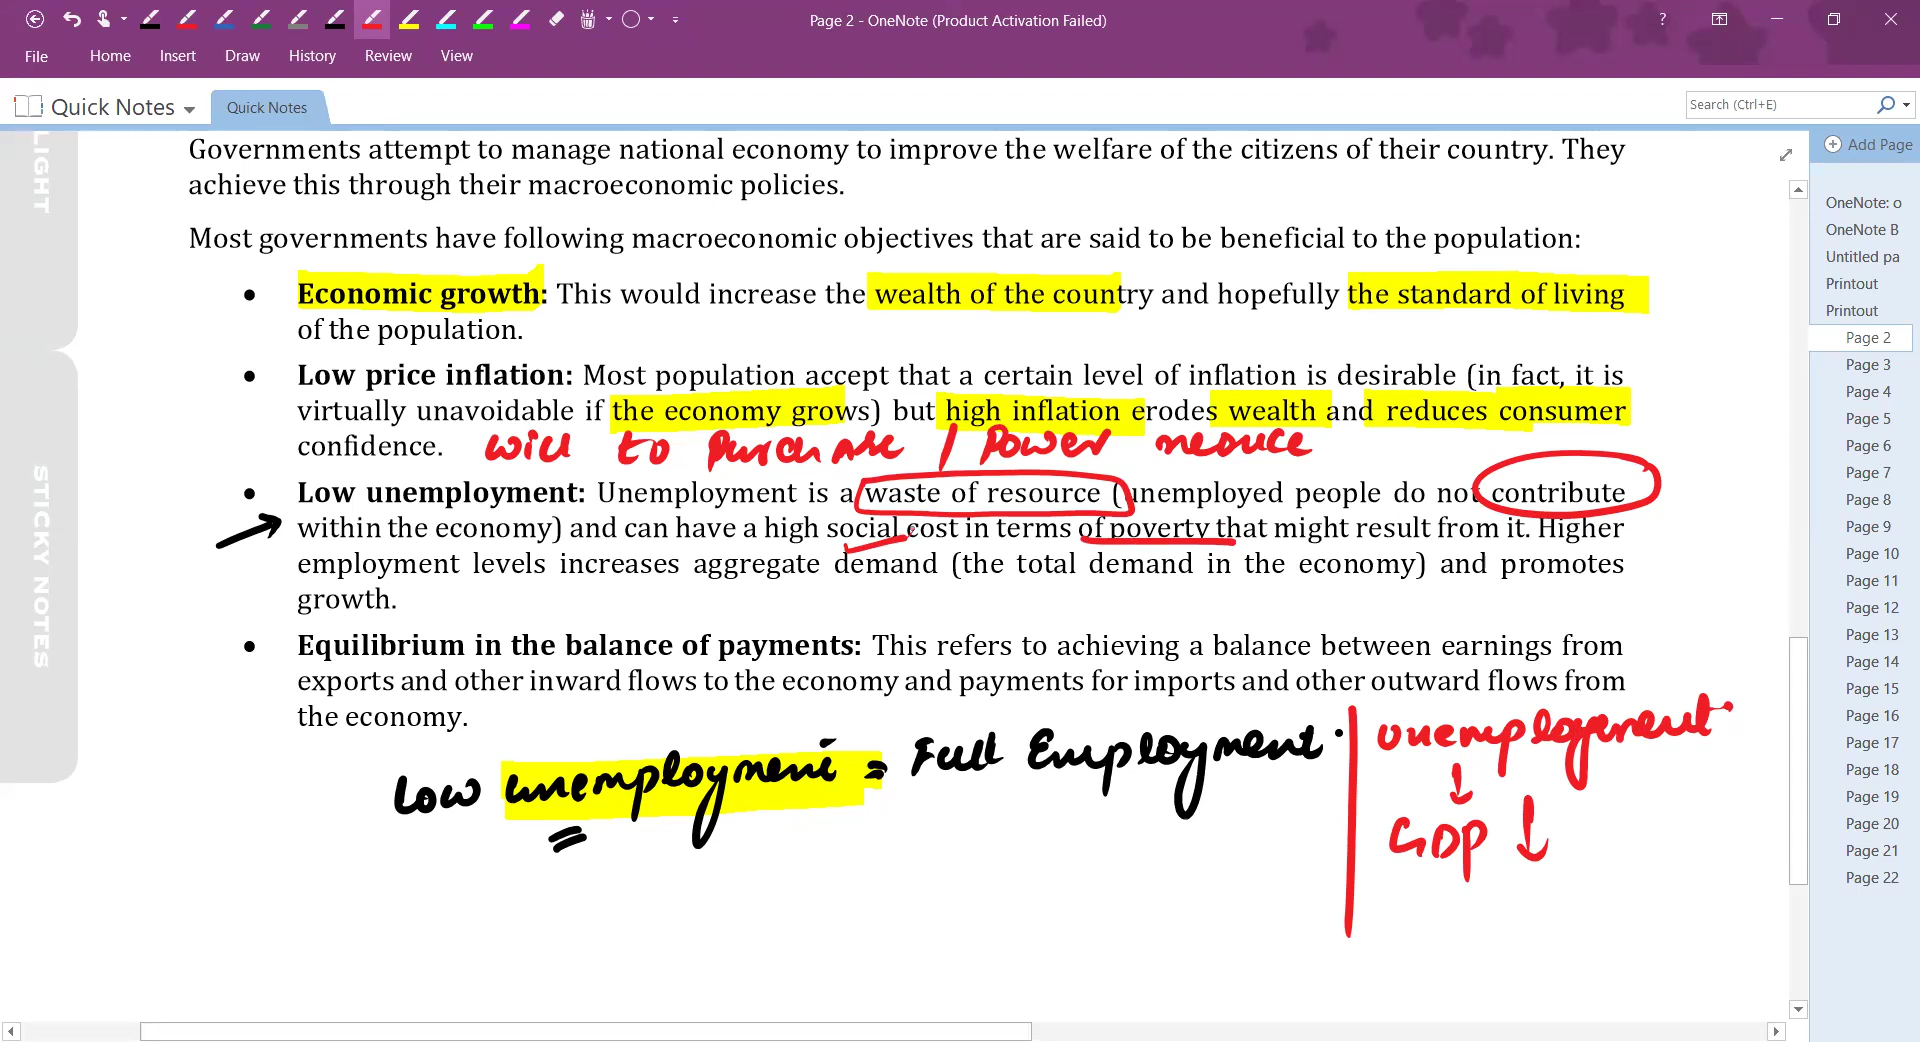 Page 2 - OneNote (Product Activation Failed)
?
File Home Insert Draw History Review View
Quick Notes
Quick Notes
Search (Ctrl+E)
Add Page
LIGHT
STICKY NOTES
Governments attempt to manage national economy to improve the welfare of the citizens of their country. They
achieve this through their macroeconomic policies.
Most governments have following macroeconomic objectives that are said to be beneficial to the population:
• Economic growth: This would increase the wealth of the country and hopefully the standard of living
of the population.
• Low price inflation: Most population accept that a certain level of inflation is desirable (in fact, it is
virtually unavoidable if the economy grows) but high inflation erodes wealth and reduces consumer
confidence.
will to purchase / power reduce
• Low unemployment: Unemployment is a waste of resource (unemployed people do not contribute
within the economy) and can have a high social cost in terms of poverty that might result from it. Higher
employment levels increases aggregate demand (the total demand in the economy) and promotes
growth.
• Equilibrium in the balance of payments: This refers to achieving a balance between earnings from
exports and other inward flows to the economy and payments for imports and other outward flows from
the economy.
Low unemployment = Full Employment.
unemployment
↓
GDP ↓
OneNote: o
OneNote B
Untitled pa
Printout
Printout
Page 2
Page 3
Page 4
Page 5
Page 6
Page 7
Page 8
Page 9
Page 10
Page 11
Page 12
Page 13
Page 14
Page 15
Page 16
Page 17
Page 18
Page 19
Page 20
Page 21
Page 22